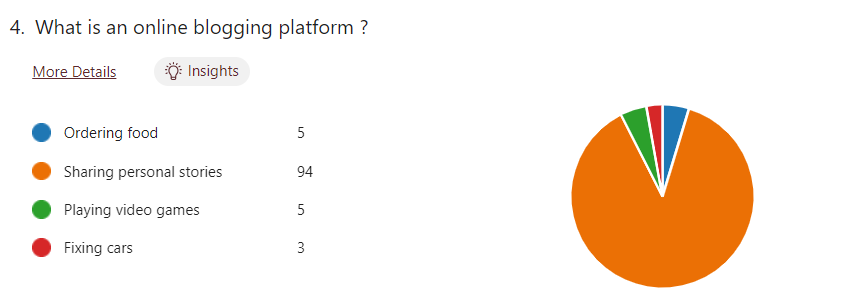 4. What is an online blogging platform ?
More Details Insights
Ordering food 5
Sharing personal stories 94
Playing video games 5
Fixing cars 3